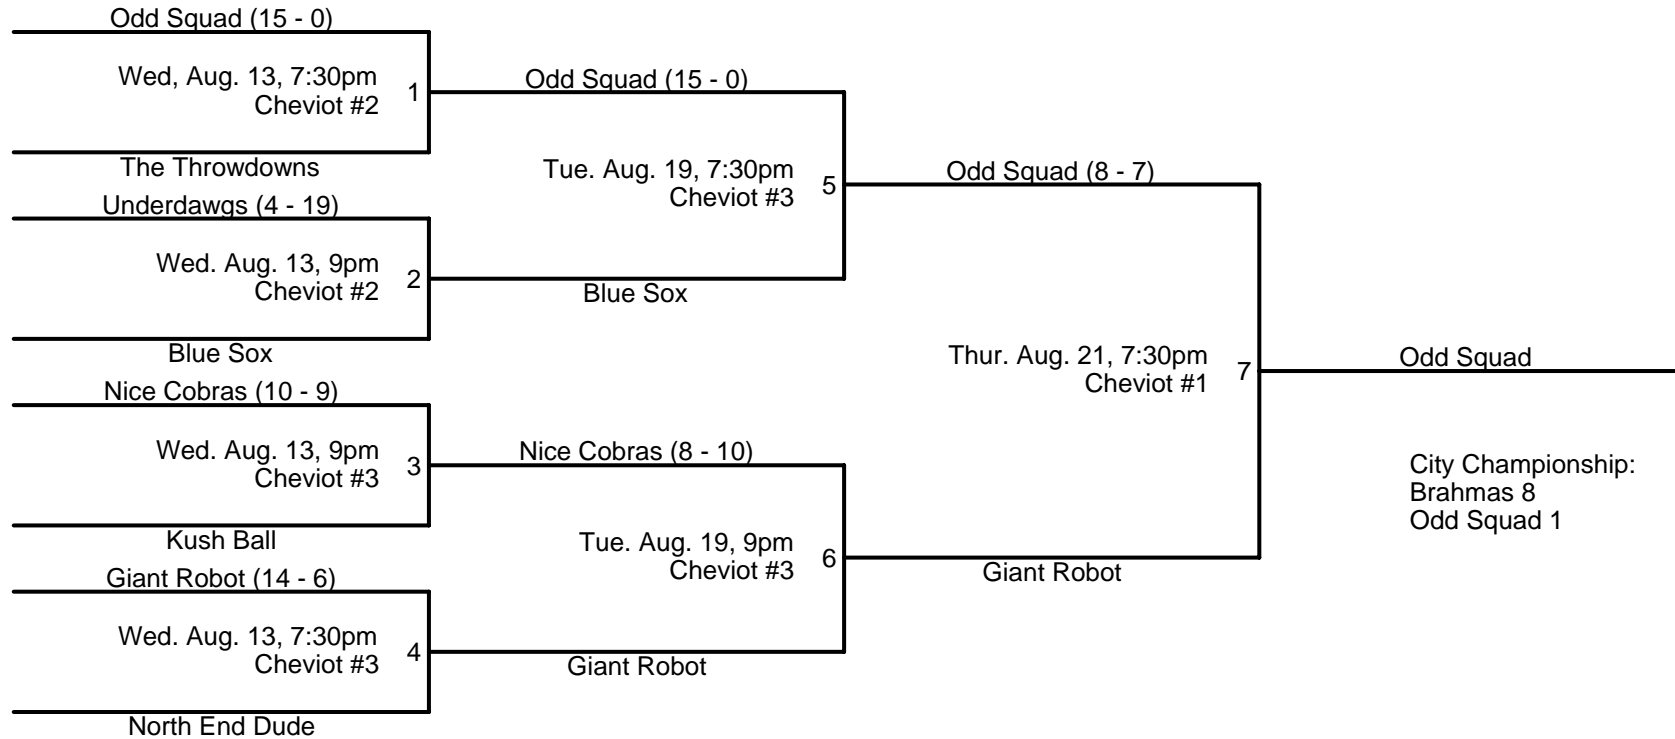 Odd Squad (15 - 0)
Wed, Aug. 13, 7:30pm
Cheviot #2
1
The Throwdowns
Underdawgs (4 - 19)
Wed. Aug. 13, 9pm
Cheviot #2
2
Blue Sox
Nice Cobras (10 - 9)
Wed. Aug. 13, 9pm
Cheviot #3
3
Kush Ball
Giant Robot (14 - 6)
Wed. Aug. 13, 7:30pm
Cheviot #3
4
North End Dude
Odd Squad (15 - 0)
Tue. Aug. 19, 7:30pm
Cheviot #3
5
Blue Sox
Nice Cobras (8 - 10)
Tue. Aug. 19, 9pm
Cheviot #3
6
Giant Robot
Odd Squad (8 - 7)
Thur. Aug. 21, 7:30pm
Cheviot #1
7
Giant Robot
Odd Squad
City Championship:
Brahmas 8
Odd Squad 1